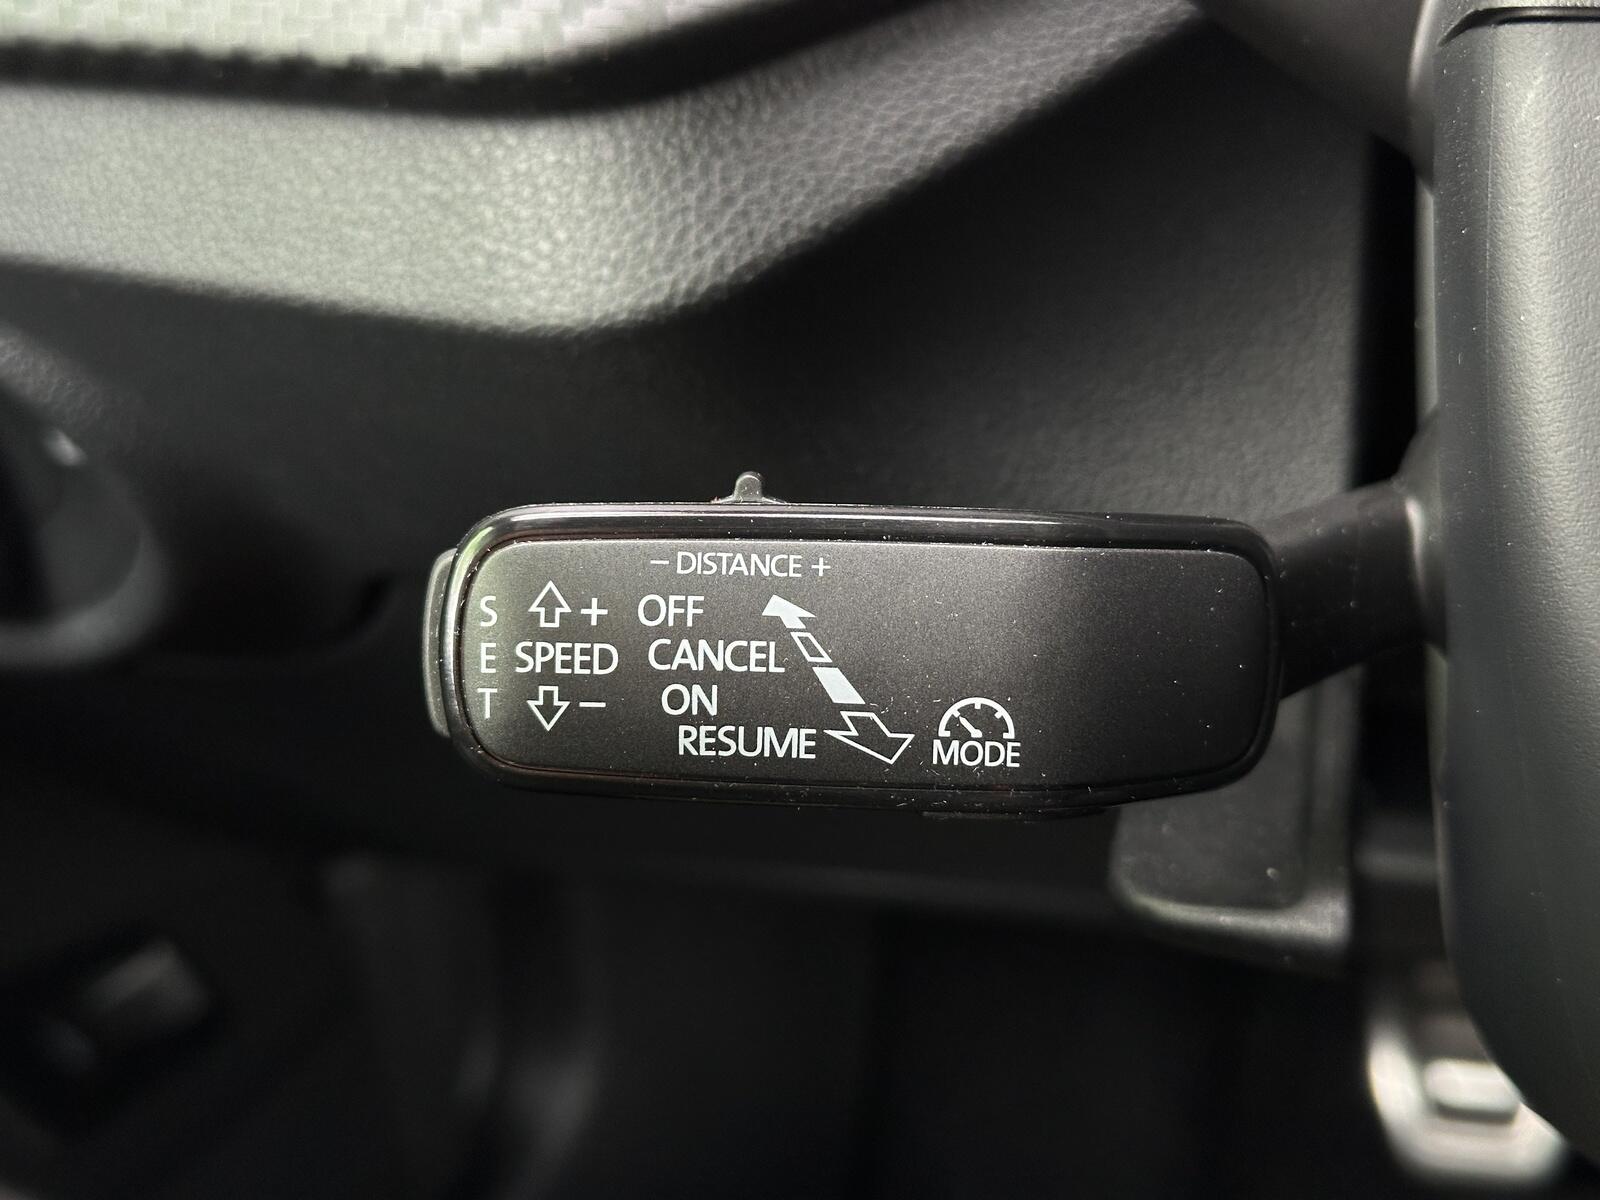 – DISTANCE +
S + OFF
E SPEED CANCEL
T – ON
RESUME
MODE